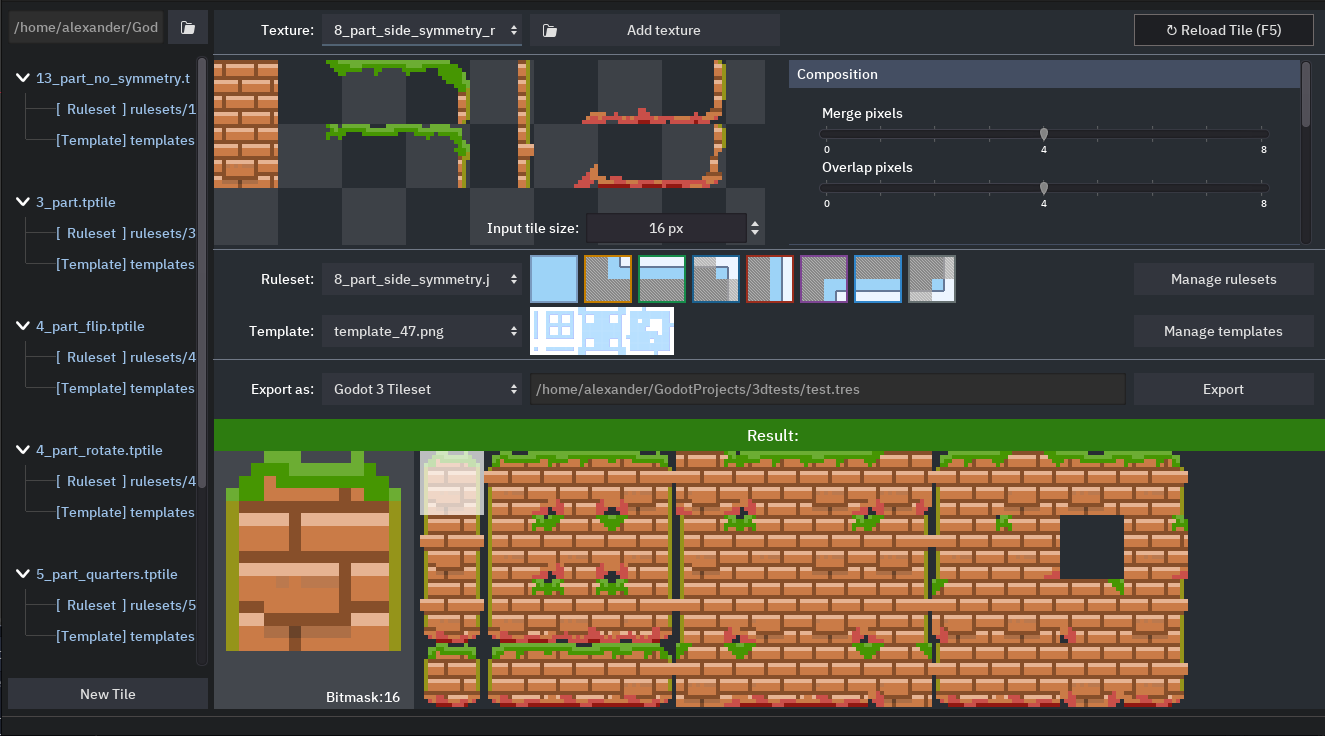 /home/alexander/God
Texture:
8_part_side_symmetry_r
Add texture
↻ Reload Tile (F5)
13_part_no_symmetry.t
[ Ruleset ] rulesets/1
[Template] templates
3_part.tptile
[ Ruleset ] rulesets/3
[Template] templates
4_part_flip.tptile
[ Ruleset ] rulesets/4
[Template] templates
4_part_rotate.tptile
[ Ruleset ] rulesets/4
[Template] templates
5_part_quarters.tptile
[ Ruleset ] rulesets/5
[Template] templates
New Tile
Composition
Merge pixels
0 4 8
Overlap pixels
0 4 8
Input tile size: 16 px
Ruleset: 8_part_side_symmetry.j Manage rulesets
Template: template_47.png Manage templates
Export as: Godot 3 Tileset /home/alexander/GodotProjects/3dtests/test.tres Export
Result:
Bitmask:16